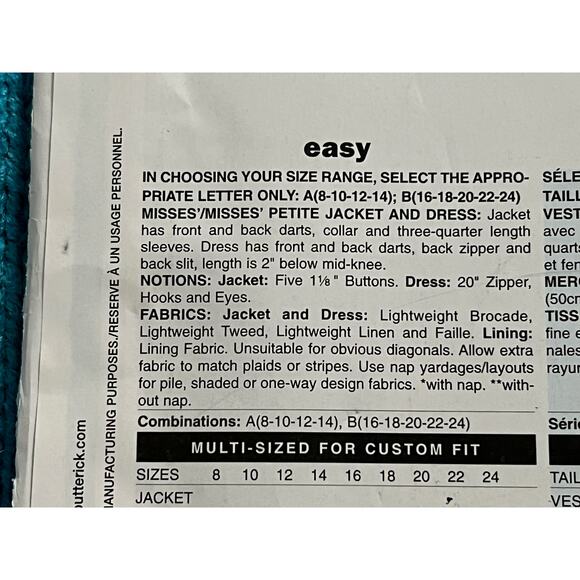 easy
IN CHOOSING YOUR SIZE RANGE, SELECT THE APPRO-
PRIATE LETTER ONLY: A(8-10-12-14); B(16-18-20-22-24)
MISSES'/MISSES' PETITE JACKET AND DRESS: Jacket
has front and back darts, collar and three-quarter length
sleeves. Dress has front and back darts, back zipper and
back slit, length is 2" below mid-knee.
NOTIONS: Jacket: Five 1⅛" Buttons. Dress: 20" Zipper,
Hooks and Eyes.
FABRICS: Jacket and Dress: Lightweight Brocade,
Lightweight Tweed, Lightweight Linen and Faille. Lining:
Lining Fabric. Unsuitable for obvious diagonals. Allow extra
fabric to match plaids or stripes. Use nap yardages/layouts
for pile, shaded or one-way design fabrics. *with nap. **with-
out nap.
Combinations: A(8-10-12-14), B(16-18-20-22-24)
MULTI-SIZED FOR CUSTOM FIT
SIZES 8 10 12 14 16 18 20 22 24
JACKET
SÉLE
TAILL
VEST
avec
quarts
et fer
MERC
(50cm
TISS
fine e
nales
rayur
Série
TAIL
VES
utterick.com
MANUFACTURING PURPOSES./RESERVÉ À UN USAGE PERSONNEL.